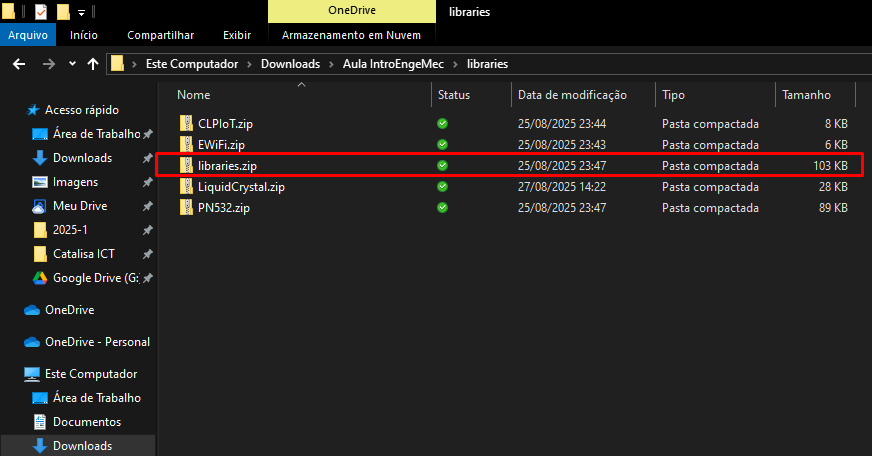 OneDrive
libraries
Arquivo Início Compartilhar Exibir Armazenamento em Nuvem
Este Computador Downloads Aula IntroEngeMec libraries
Nome Status Data de modificação Tipo Tamanho
Acesso rápido
Área de Trabalho
Downloads
Imagens
Meu Drive
2025-1
Catalisa ICT
Google Drive (G:
OneDrive
OneDrive - Personal
Este Computador
Área de Trabalho
Documentos
Downloads
CLPIoT.zip 25/08/2025 23:44 Pasta compactada 8 KB
EWiFi.zip 25/08/2025 23:43 Pasta compactada 6 KB
libraries.zip 25/08/2025 23:47 Pasta compactada 103 KB
LiquidCrystal.zip 27/08/2025 14:22 Pasta compactada 28 KB
PN532.zip 25/08/2025 23:47 Pasta compactada 89 KB